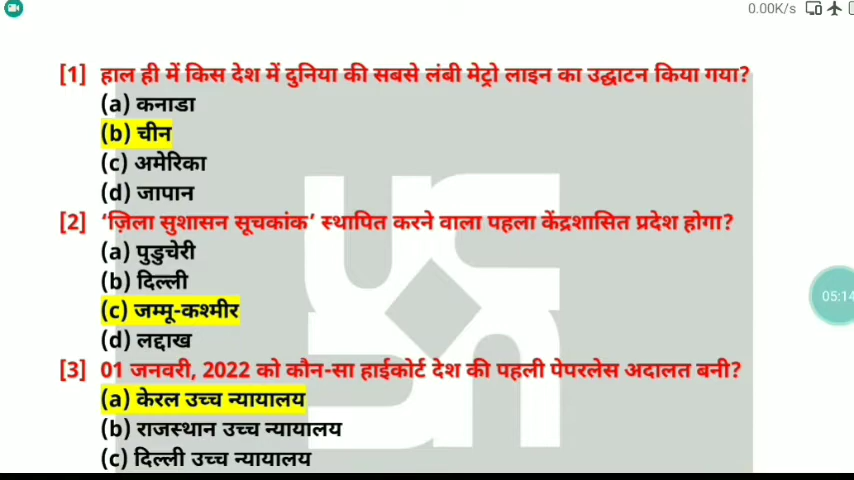 0.00K/s
[1] हाल ही में किस देश में दुनिया की सबसे लंबी मेट्रो लाइन का उद्घाटन किया गया?
(a) कनाडा
(b) चीन
(c) अमेरिका
(d) जापान
[2] ‘ज़िला सुशासन सूचकांक’ स्थापित करने वाला पहला केंद्रशासित प्रदेश होगा?
(a) पुडुचेरी
(b) दिल्ली
(c) जम्मू-कश्मीर
(d) लद्दाख
05:14
[3] 01 जनवरी, 2022 को कौन-सा हाईकोर्ट देश की पहली पेपरलेस अदालत बनी?
(a) केरल उच्च न्यायालय
(b) राजस्थान उच्च न्यायालय
(c) दिल्ली उच्च न्यायालय